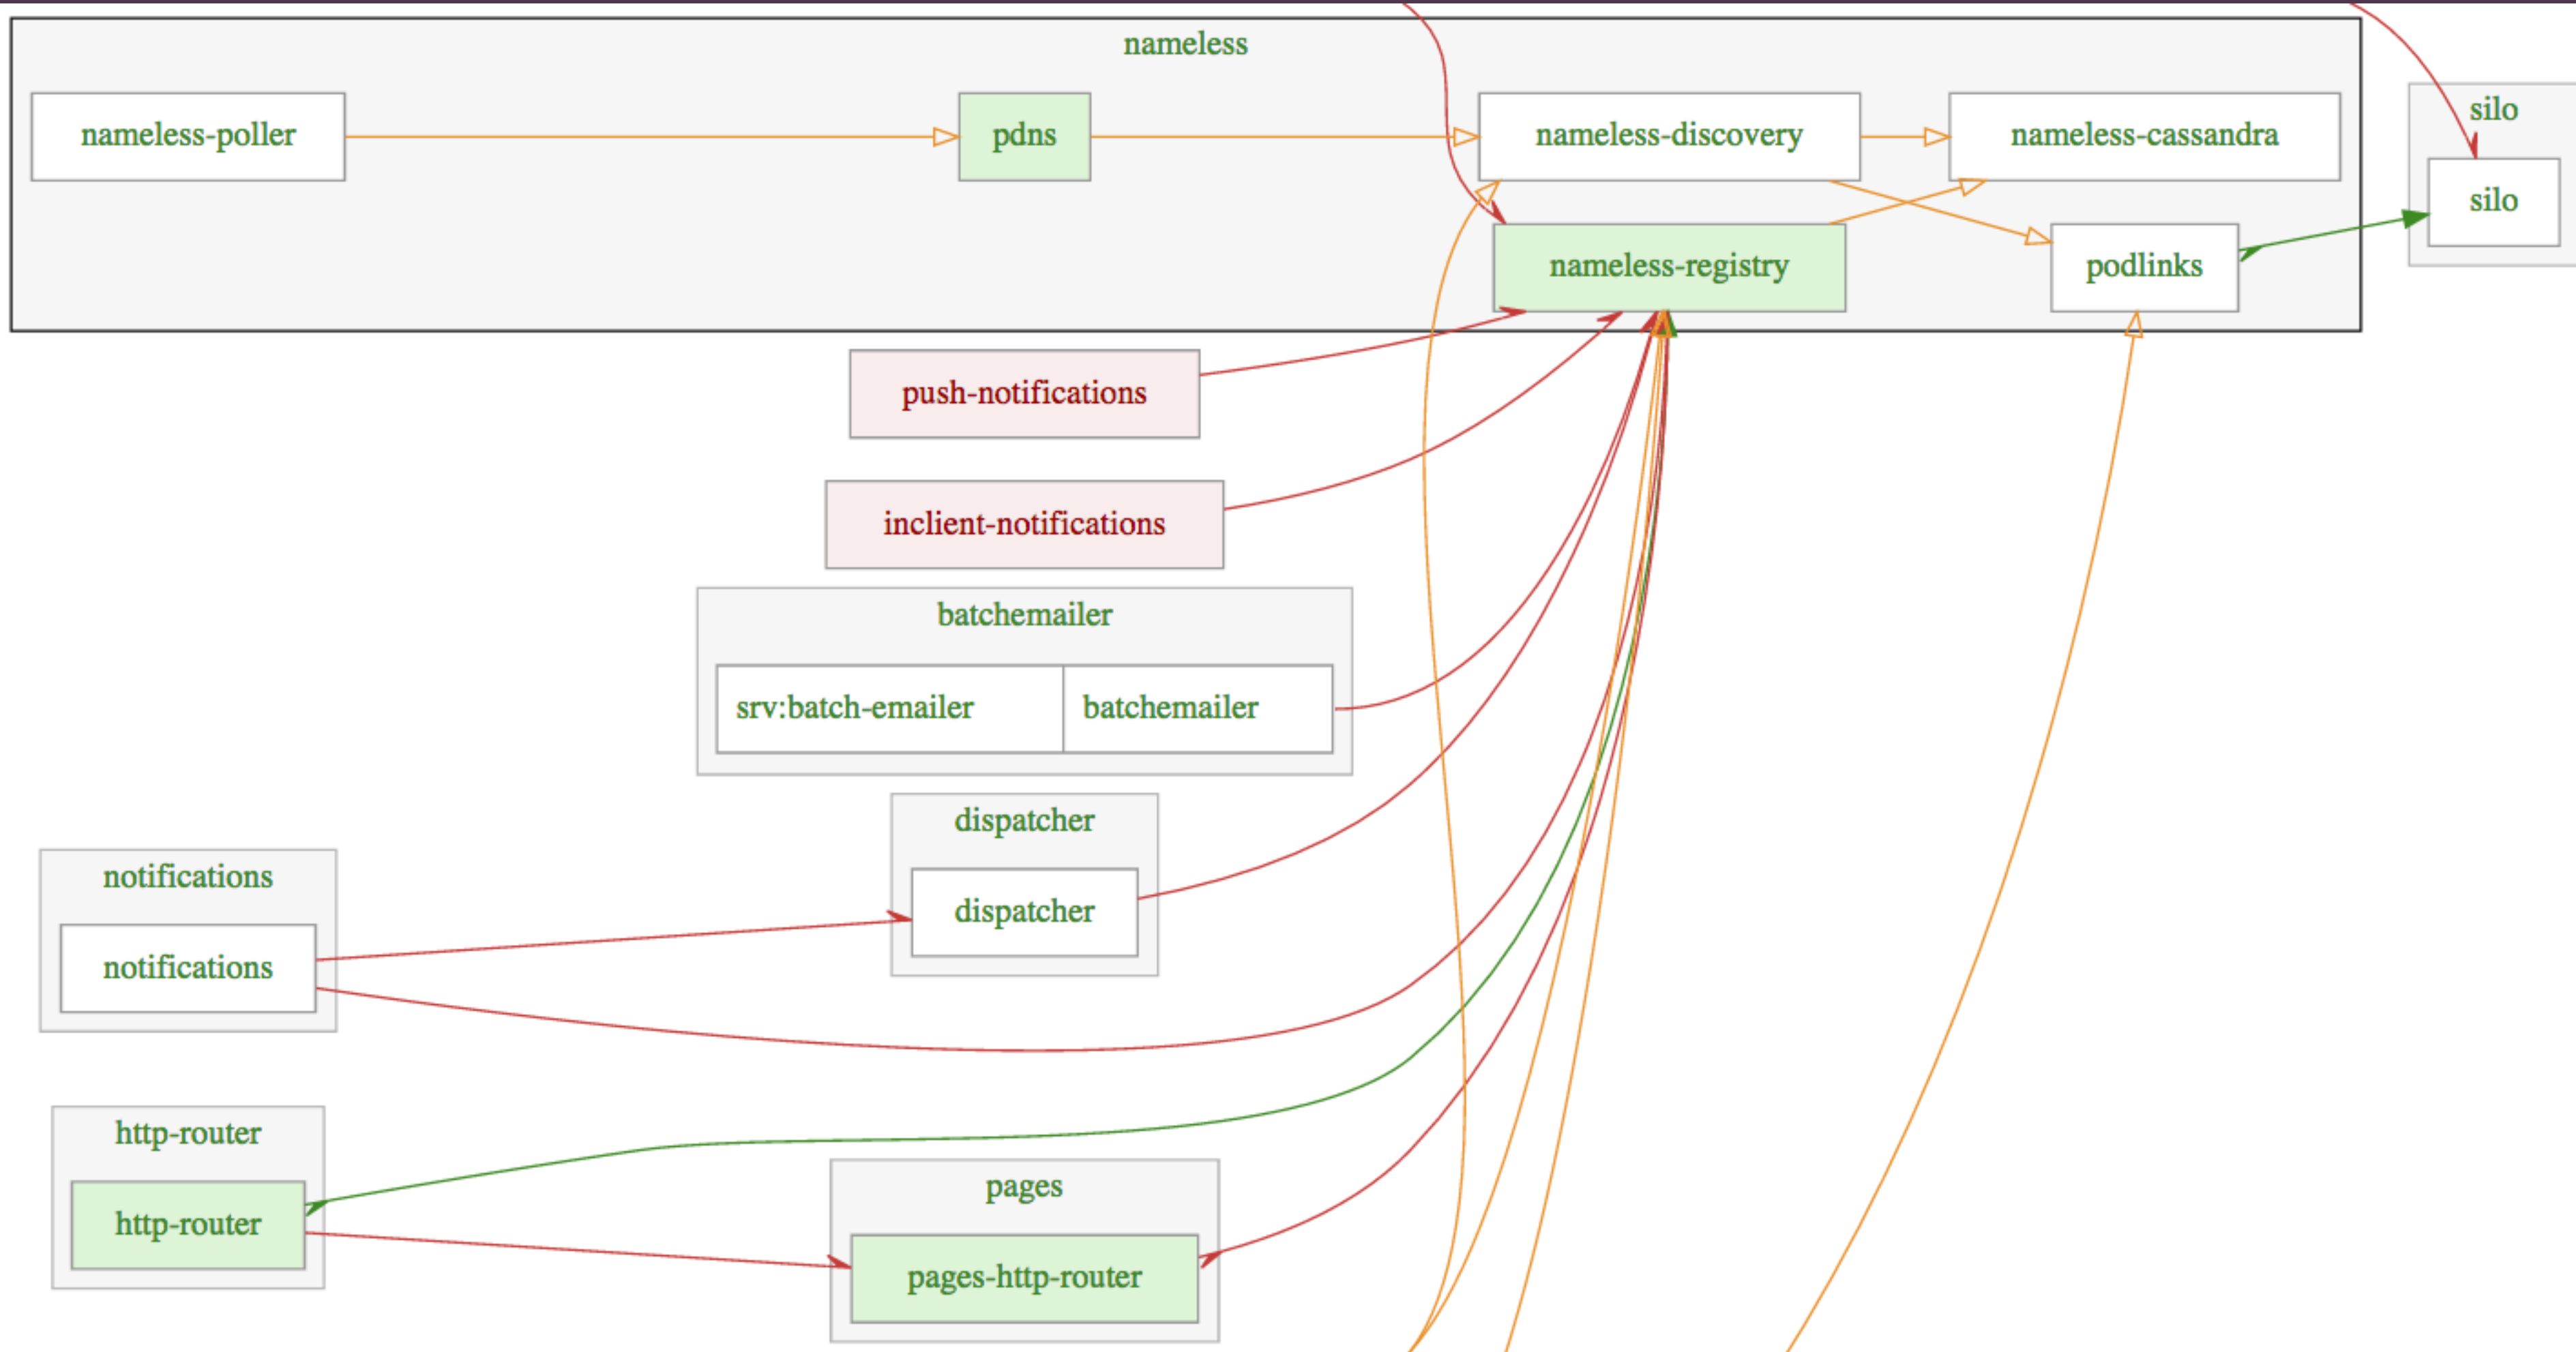 nameless
nameless-poller
pdns
nameless-discovery
nameless-cassandra
silo
silo
nameless-registry
podlinks
push-notifications
inclient-notifications
batchemailer
srv:batch-emailer
batchemailer
dispatcher
dispatcher
notifications
notifications
http-router
http-router
pages
pages-http-router